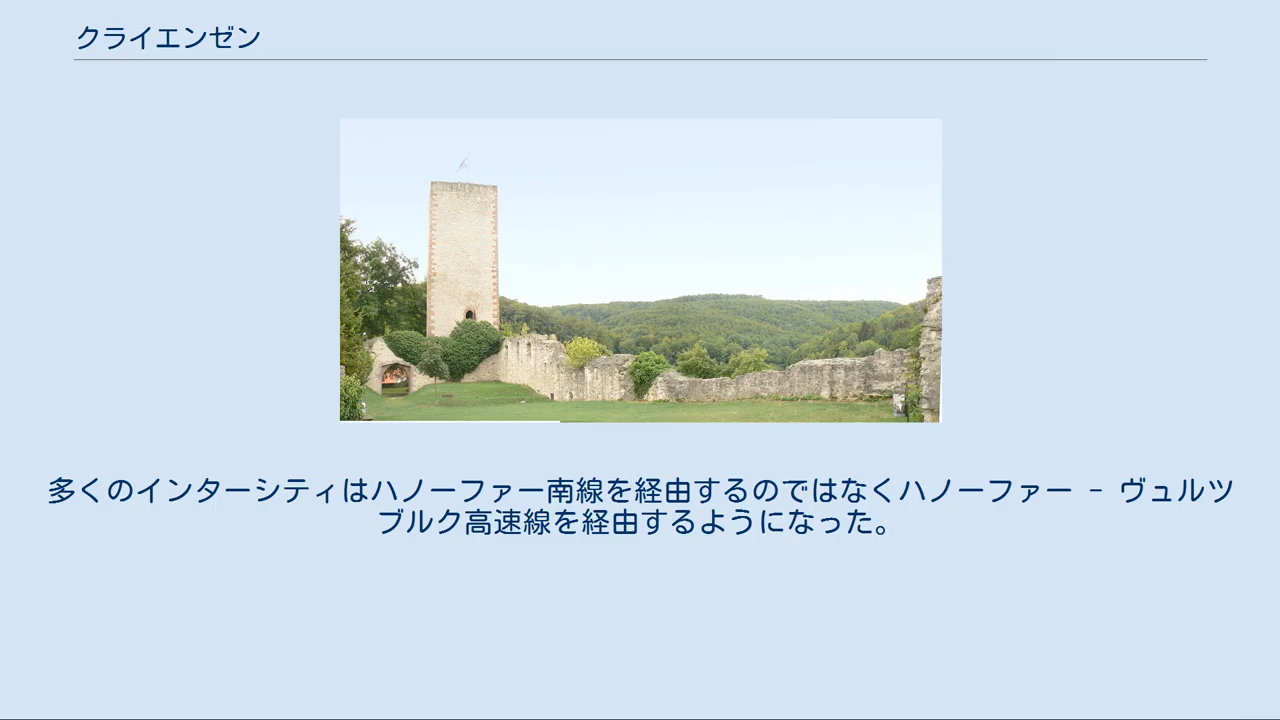 クライエンゼン
多くのインターシティはハノーファー南線を経由するのではなくハノーファー － ヴュルツ
ブルク高速線を経由するようになった。